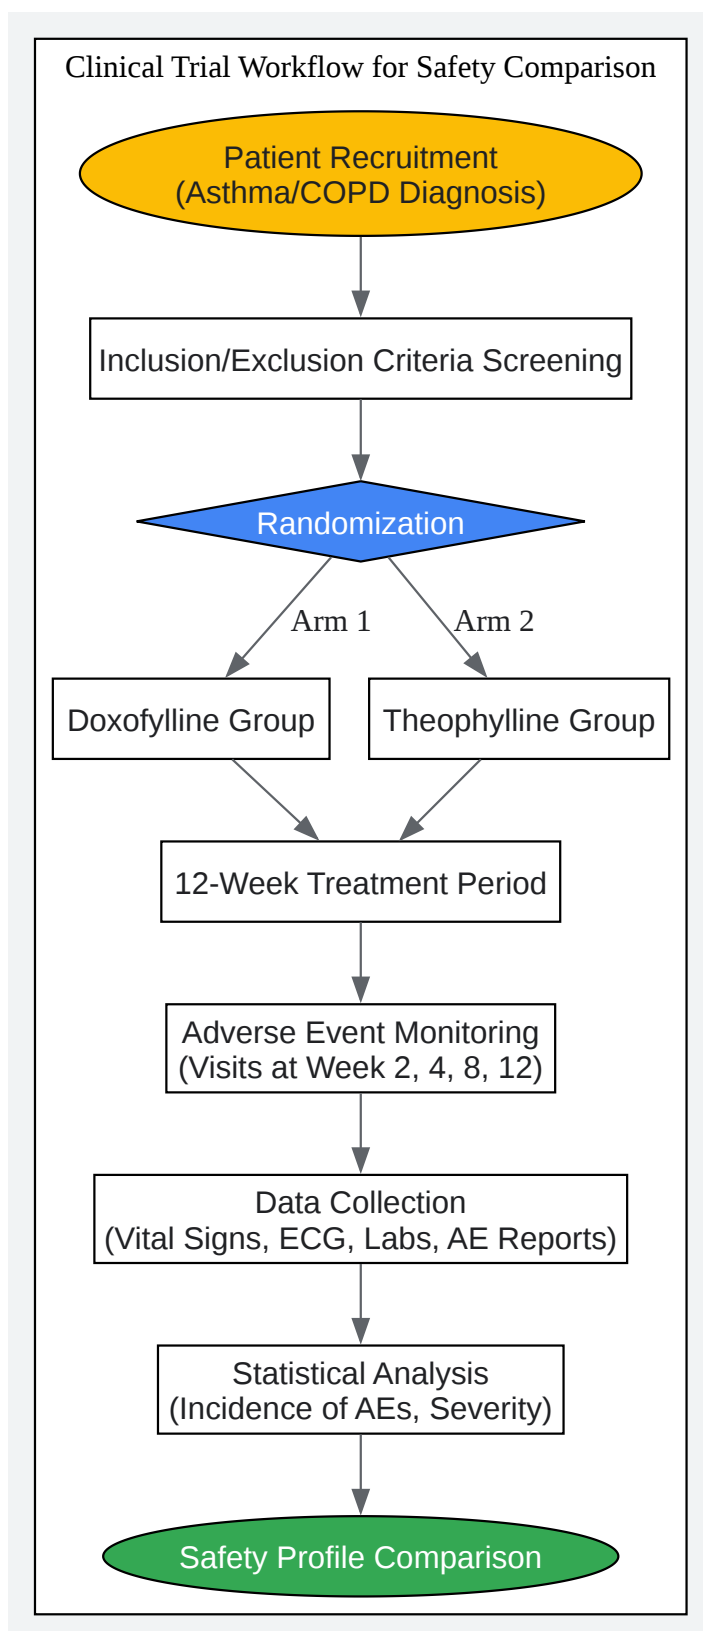 Clinical Trial Workflow for Safety Comparison
Patient Recruitment
(Asthma/COPD Diagnosis)
Inclusion/Exclusion Criteria Screening
Randomization
Arm 1
Arm 2
Doxofylline Group
Theophylline Group
12-Week Treatment Period
Adverse Event Monitoring
(Visits at Week 2, 4, 8, 12)
Data Collection
(Vital Signs, ECG, Labs, AE Reports)
Statistical Analysis
(Incidence of AEs, Severity)
Safety Profile Comparison